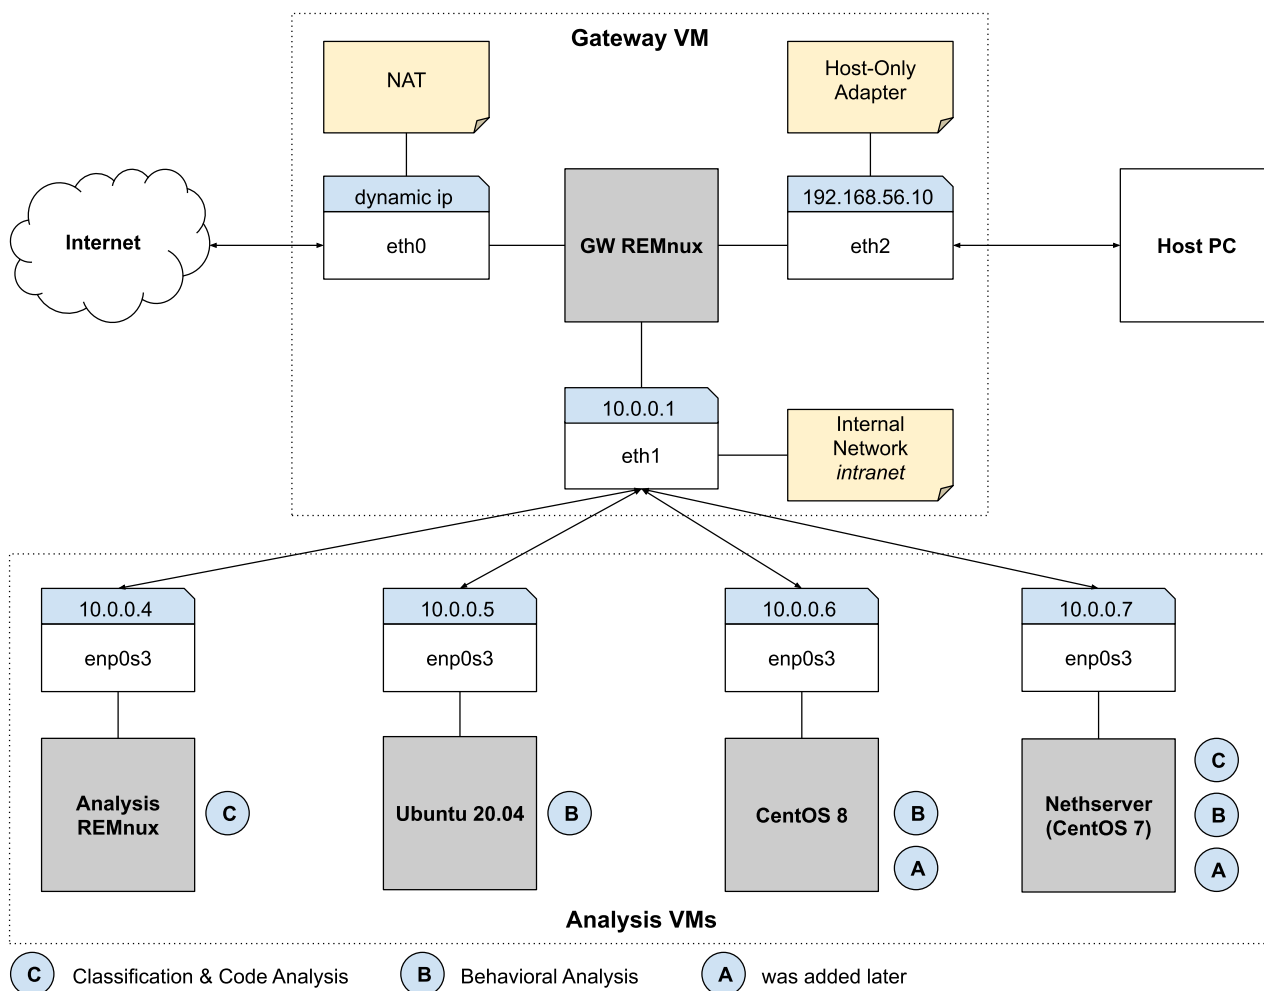 Gateway VM
NAT
Host-Only
Adapter
dynamic ip
192.168.56.10
Internet
eth0
GW REMnux
eth2
Host PC
10.0.0.1
eth1
Internal
Network
intranet
10.0.0.4
10.0.0.5
10.0.0.6
10.0.0.7
enp0s3
enp0s3
enp0s3
enp0s3
Analysis
REMnux
C
Ubuntu 20.04
B
CentOS 8
B
A
Nethserver
(CentOS 7)
C
B
A
Analysis VMs
C Classification & Code Analysis
B Behavioral Analysis
A was added later